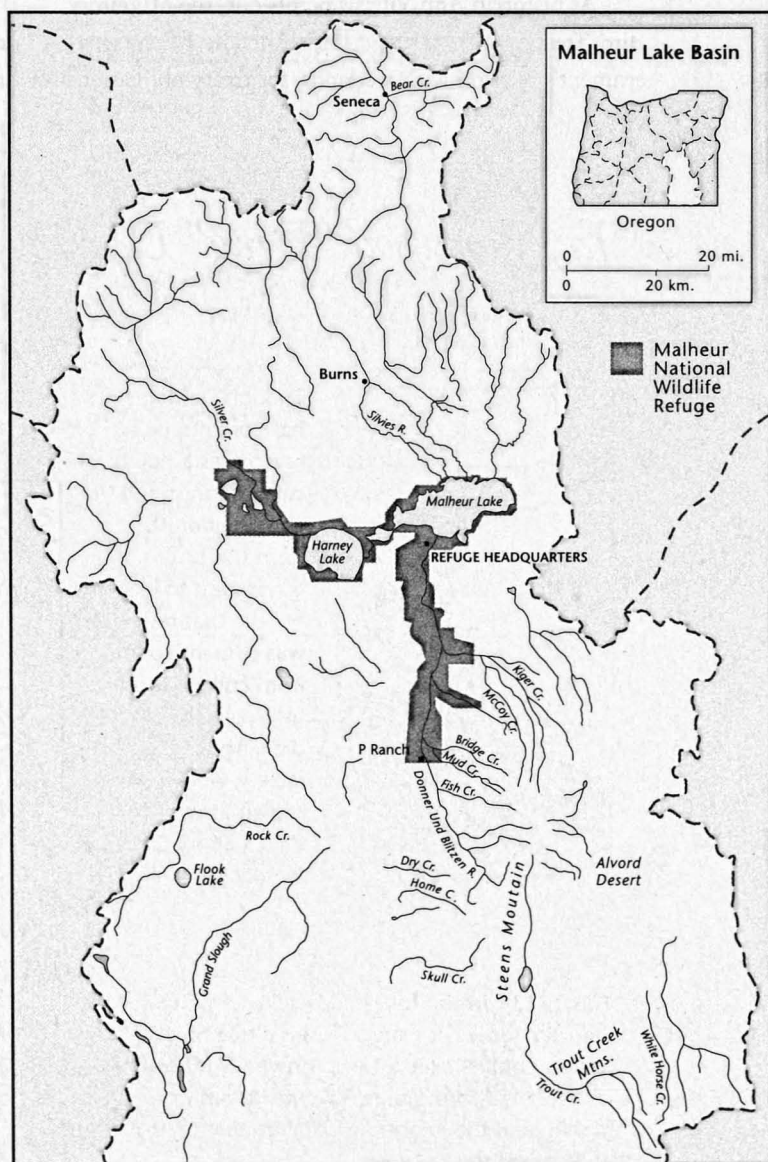 Malheur Lake Basin
Oregon
0 20 mi.
0 20 km.
Malheur
National
Wildlife
Refuge
Bear Cr.
Seneca
Burns
Silver Cr.
Silvies R.
Malheur Lake
Harney
Lake
REFUGE HEADQUARTERS
Kiger Cr.
McCoy Cr.
Bridge Cr.
P Ranch
Mud Cr.
Fish Cr.
Donner Und Blitzen R.
Rock Cr.
Flook
Lake
Dry Cr.
Home C.
Alvord
Desert
Steens Moutain
Grand Slough
Skull Cr.
Trout Creek
Mtns.
Trout Cr.
White Horse Cr.